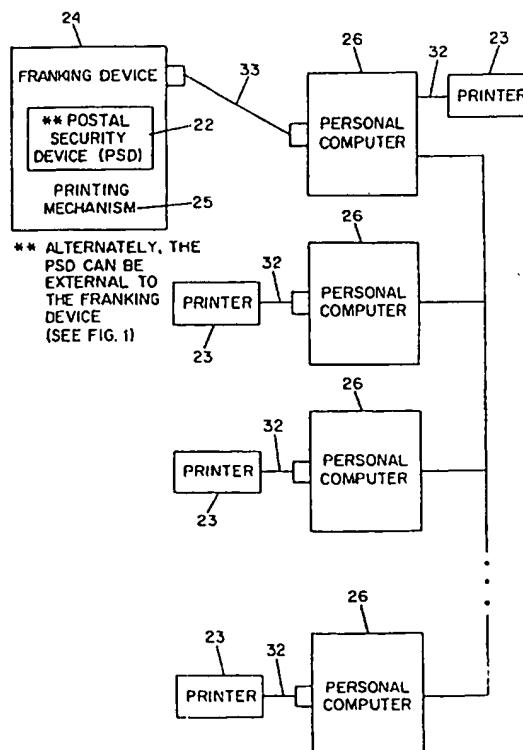 24
FRANKING DEVICE
** POSTAL
SECURITY
DEVICE (PSD)
22
PRINTING
MECHANISM
25
** ALTERNATELY, THE
PSD CAN BE
EXTERNAL TO
THE FRANKING
DEVICE
(SEE FIG. 1)
33
26
PERSONAL
COMPUTER
32
23
PRINTER
26
PERSONAL
COMPUTER
32
PRINTER
23
26
PERSONAL
COMPUTER
32
PRINTER
23
26
PERSONAL
COMPUTER
23
32
PRINTER